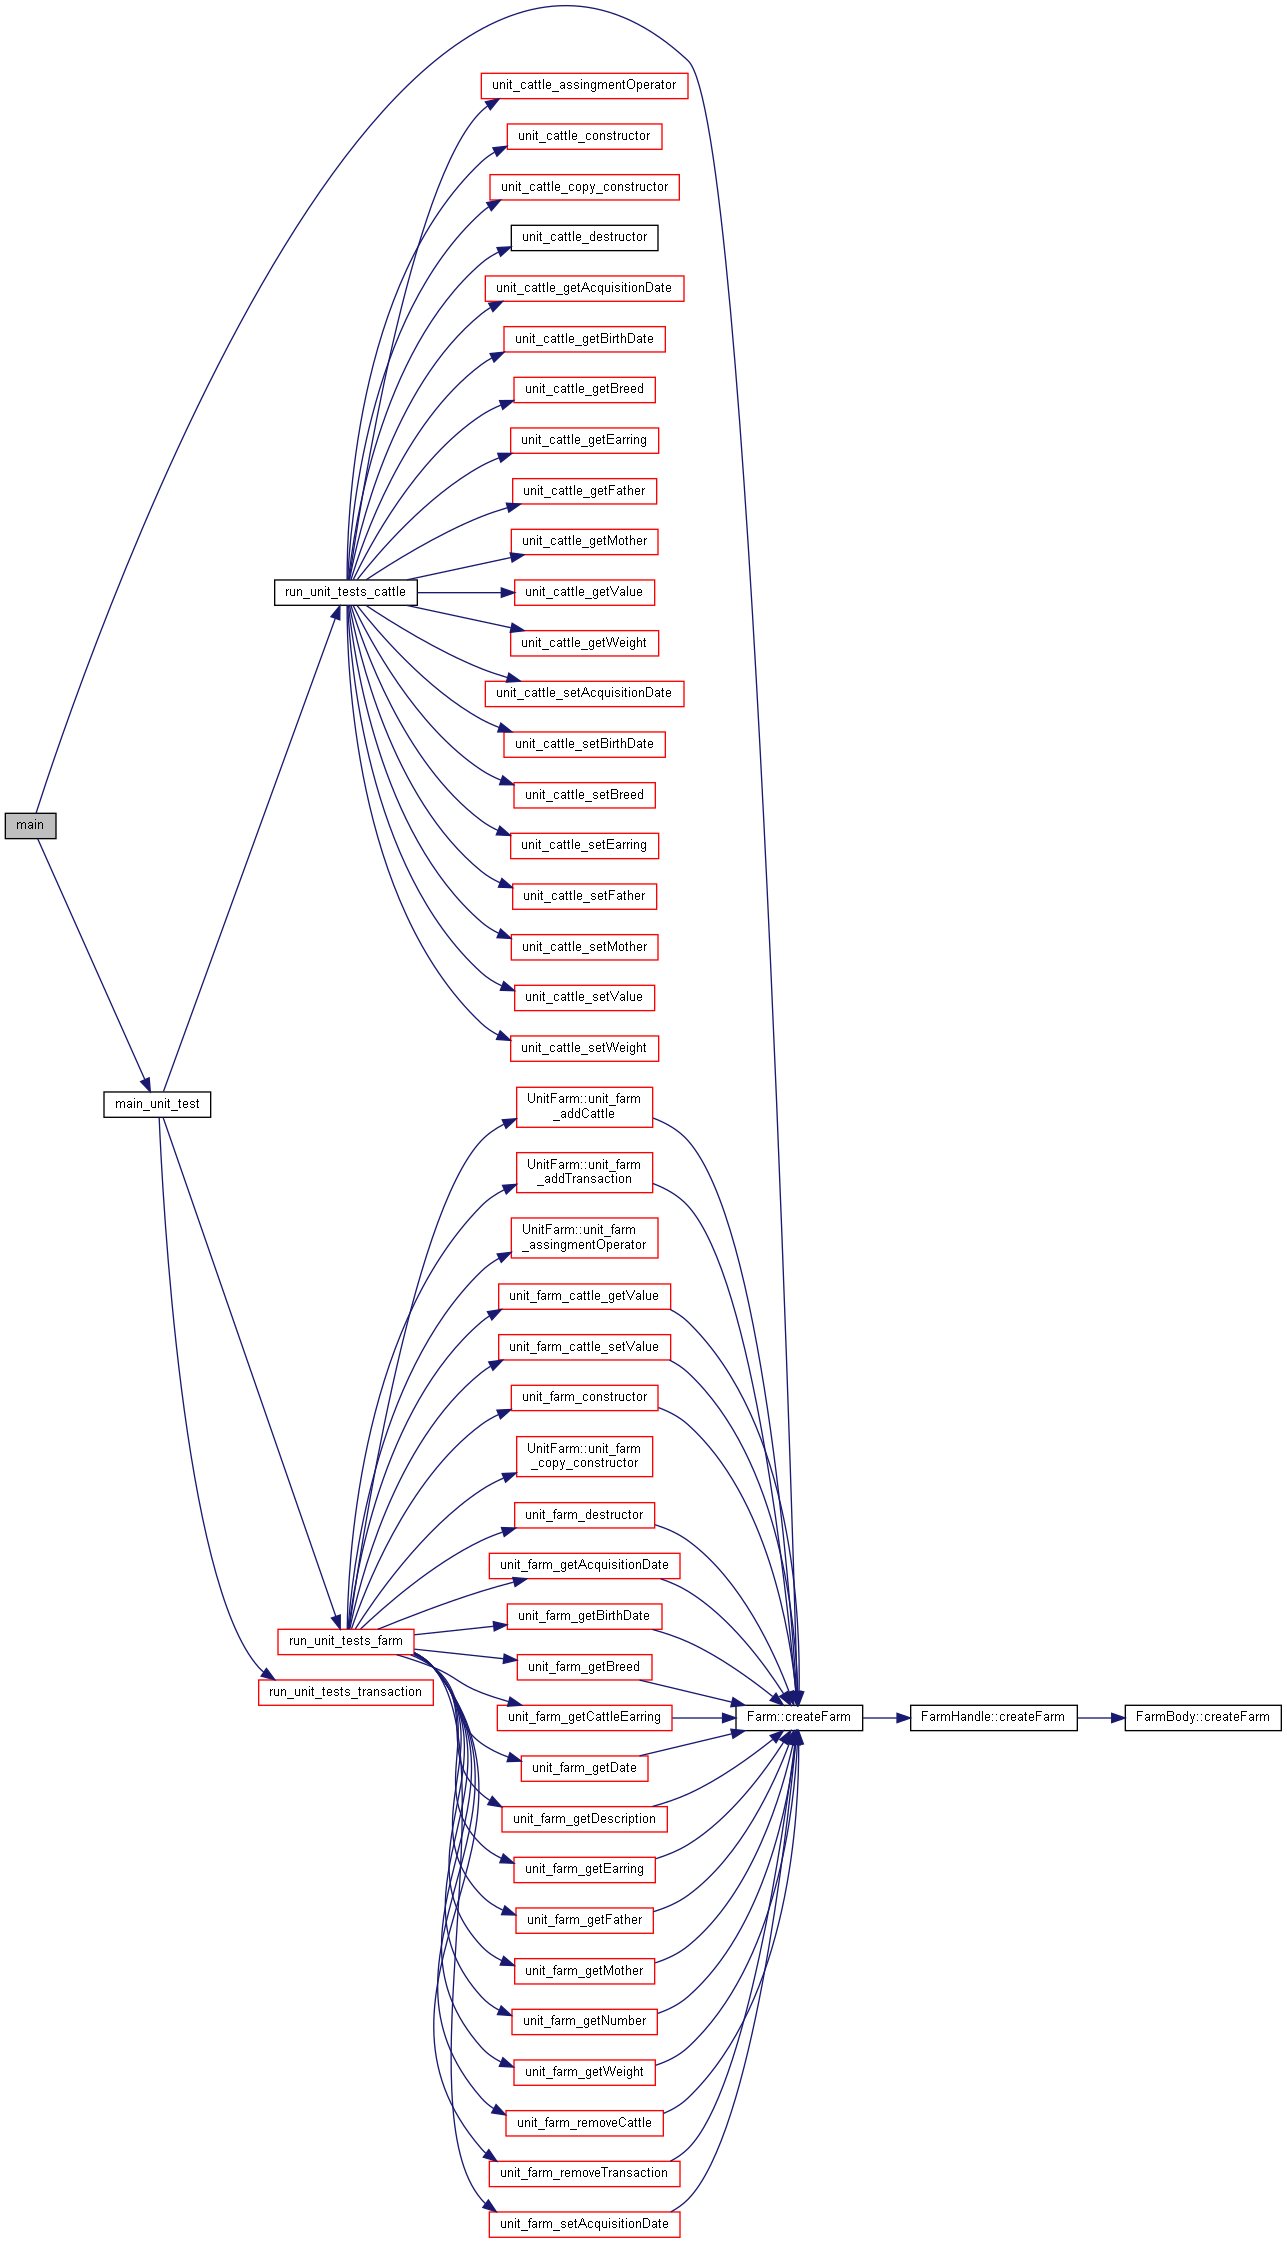 unit_cattle_assingmentOperator
unit_cattle_constructor
unit_cattle_copy_constructor
unit_cattle_destructor
unit_cattle_getAcquisitionDate
unit_cattle_getBirthDate
unit_cattle_getBreed
unit_cattle_getEarring
unit_cattle_getFather
unit_cattle_getMother
run_unit_tests_cattle
unit_cattle_getValue
unit_cattle_getWeight
unit_cattle_setAcquisitionDate
unit_cattle_setBirthDate
unit_cattle_setBreed
main
unit_cattle_setEarring
unit_cattle_setFather
unit_cattle_setMother
unit_cattle_setValue
unit_cattle_setWeight
main_unit_test
UnitFarm::unit_farm
_addCattle
UnitFarm::unit_farm
_addTransaction
UnitFarm::unit_farm
_assingmentOperator
unit_farm_cattle_getValue
unit_farm_cattle_setValue
unit_farm_constructor
UnitFarm::unit_farm
_copy_constructor
unit_farm_destructor
unit_farm_getAcquisitionDate
unit_farm_getBirthDate
run_unit_tests_farm
unit_farm_getBreed
run_unit_tests_transaction
unit_farm_getCattleEarring
Farm::createFarm
FarmHandle::createFarm
FarmBody::createFarm
unit_farm_getDate
unit_farm_getDescription
unit_farm_getEarring
unit_farm_getFather
unit_farm_getMother
unit_farm_getNumber
unit_farm_getWeight
unit_farm_removeCattle
unit_farm_removeTransaction
unit_farm_setAcquisitionDate